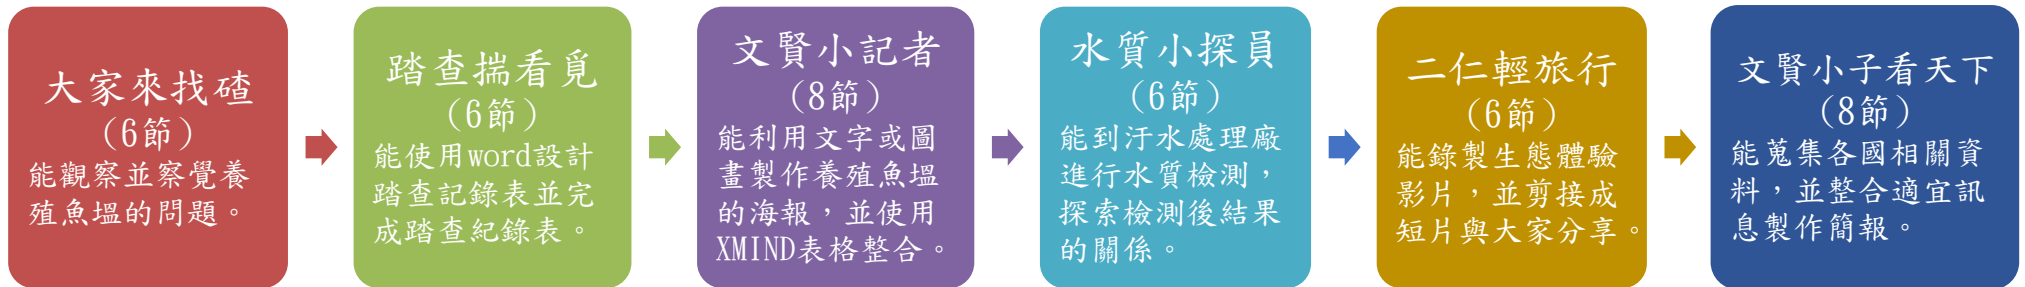 大家來找碴
(6節)
能觀察並察覺養
殖魚塭的問題。
踏查揣看覓
(6節)
能使用word設計
踏查記錄表並完
成踏查紀錄表。
文賢小記者
(8節)
能利用文字或圖
畫製作養殖魚塭
的海報，並使用
XMIND表格整合。
水質小探員
(6節)
能到汙水處理廠
進行水質檢測，
探索檢測後結果
的關係。
二仁輕旅行
(6節)
能錄製生態體驗
影片，並剪接成
短片與大家分享。
文賢小子看天下
(8節)
能蒐集各國相關資
料，並整合適宜訊
息製作簡報。